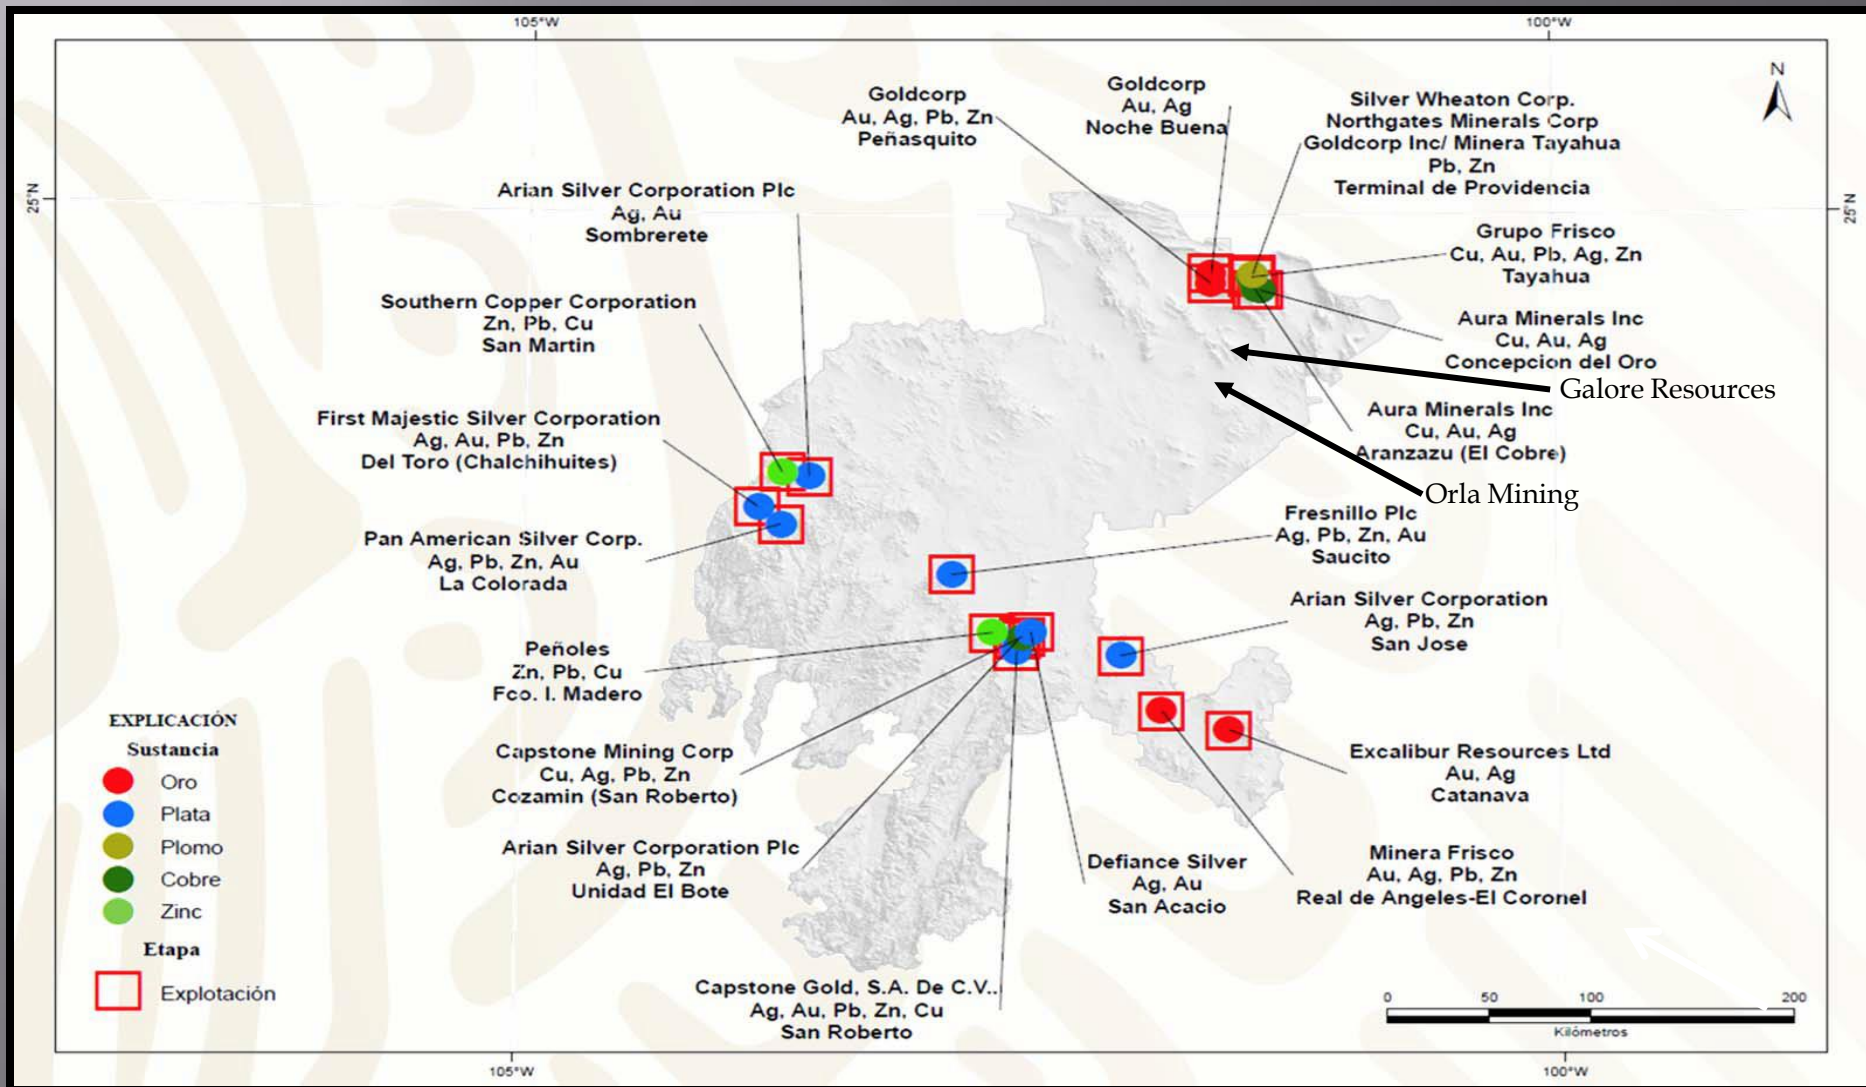 105°W
100°W
25°N
25°N
N
Goldcorp
Au, Ag, Pb, Zn
Peñasquito
Goldcorp
Au, Ag
Noche Buena
Silver Wheaton Corp.
Northgates Minerals Corp
Goldcorp Inc/ Minera Tayahua
Pb, Zn
Terminal de Providencia
Arian Silver Corporation Plc
Ag, Au
Sombrerete
Grupo Frisco
Cu, Au, Pb, Ag, Zn
Tayahua
Southern Copper Corporation
Zn, Pb, Cu
San Martin
Aura Minerals Inc
Cu, Au, Ag
Concepcion del Oro
Galore Resources
First Majestic Silver Corporation
Ag, Au, Pb, Zn
Del Toro (Chalchihuites)
Aura Minerals Inc
Cu, Au, Ag
Aranzazu (El Cobre)
Orla Mining
Pan American Silver Corp.
Ag, Pb, Zn, Au
La Colorada
Fresnillo Plc
Ag, Pb, Zn, Au
Saucito
Arian Silver Corporation
Ag, Pb, Zn
San Jose
Peñoles
Zn, Pb, Cu
Fco. I. Madero
Capstone Mining Corp
Cu, Ag, Pb, Zn
Cozamin (San Roberto)
Excalibur Resources Ltd
Au, Ag
Catanava
Arian Silver Corporation Plc
Ag, Pb, Zn
Unidad El Bote
Defiance Silver
Ag, Au
San Acacio
Minera Frisco
Au, Ag, Pb, Zn
Real de Angeles-El Coronel
Capstone Gold, S.A. De C.V..
Ag, Au, Pb, Zn, Cu
San Roberto
EXPLICACIÓN
Sustancia
Oro
Plata
Plomo
Cobre
Zinc
Etapa
Explotación
0 50 100 200
Kilómetros
105°W
100°W